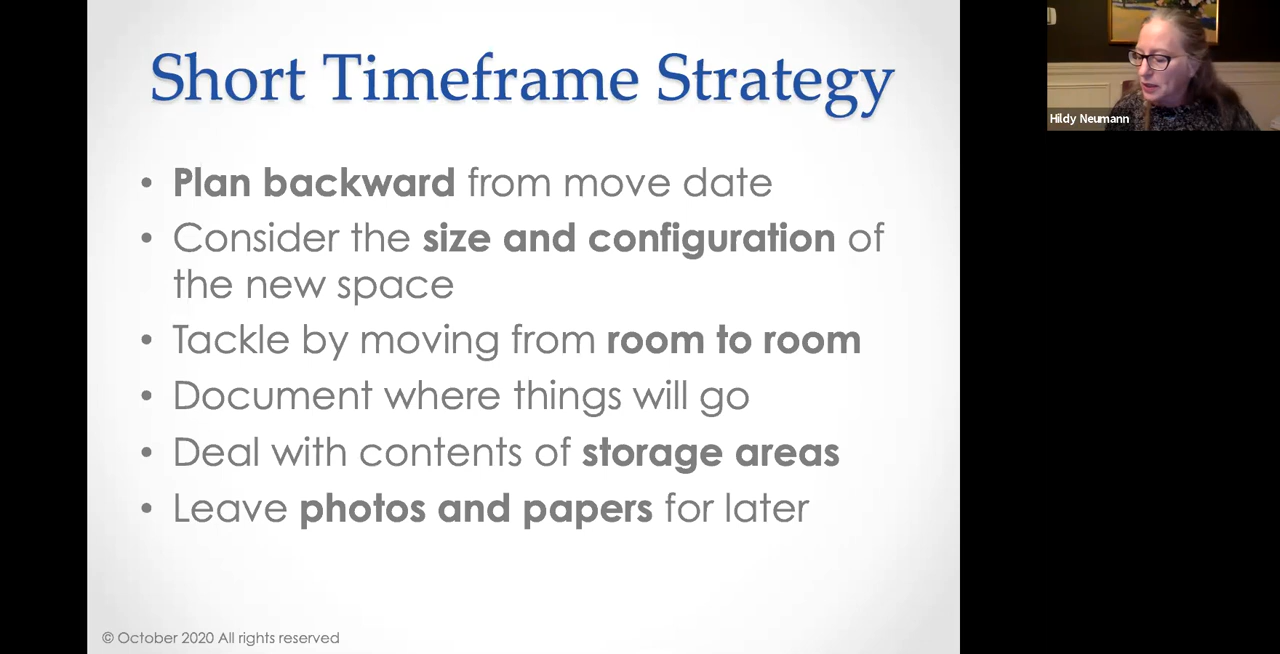 Short Timeframe Strategy
Hildy Neumann
• Plan backward from move date
• Consider the size and configuration of
the new space
• Tackle by moving from room to room
• Document where things will go
• Deal with contents of storage areas
• Leave photos and papers for later
© October 2020 All rights reserved